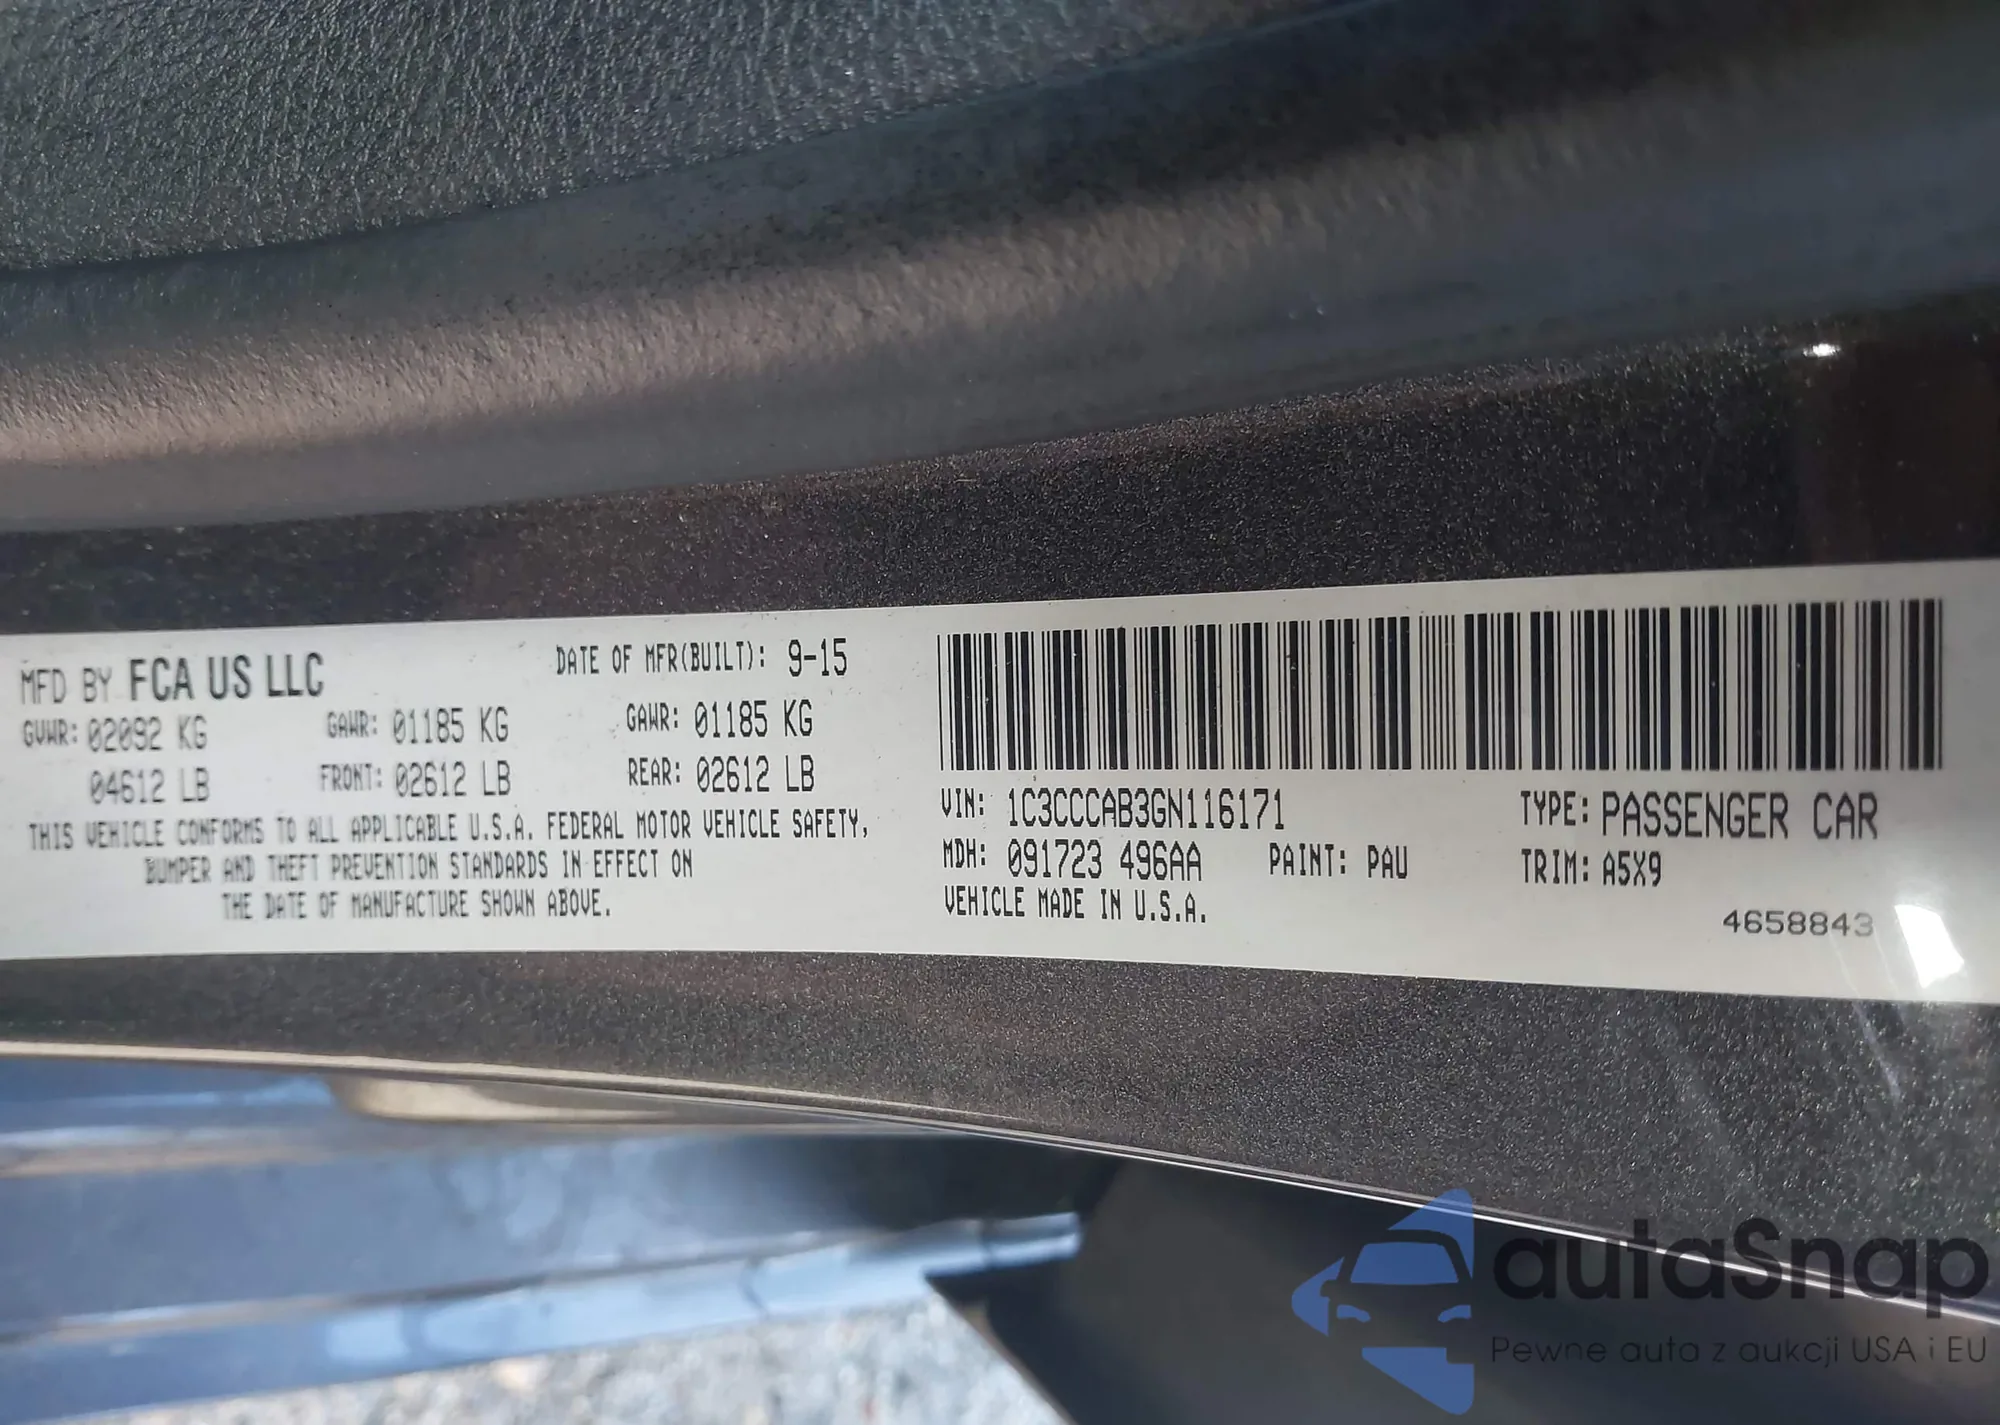 MFD BY FCA US LLC DATE OF MFR(BUILT): 9-15
GVWR: 02092 KG GAWR: 01185 KG GAWR: 01185 KG
04612 LB FRONT: 02612 LB REAR: 02612 LB
THIS VEHICLE CONFORMS TO ALL APPLICABLE U.S.A. FEDERAL MOTOR VEHICLE SAFETY,
BUMPER AND THEFT PREVENTION STANDARDS IN EFFECT ON
THE DATE OF MANUFACTURE SHOWN ABOVE.
VIN: 1C3CCCAB3GN116171 TYPE: PASSENGER CAR
MDH: 091723 496AA PAINT: PAU TRIM: A5X9
VEHICLE MADE IN U.S.A.
4658843
autaSnap
Pewne auta z aukcji USA i EU